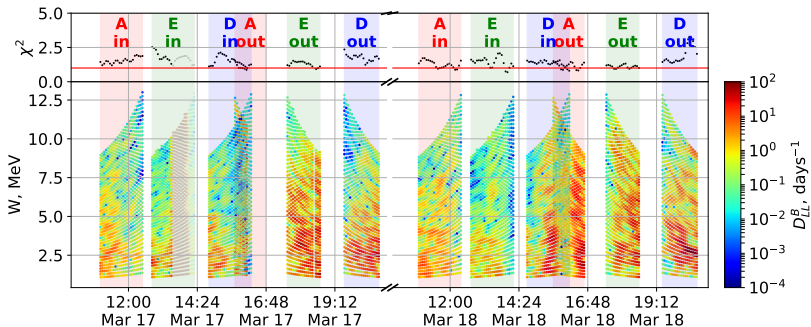 A E D A E D A E D A E D
in in in out out out in in in out out out
χ²
5.0
2.5
0.0
W, MeV
12.5
10.0
7.5
5.0
2.5
12:00 14:24 16:48 19:12 12:00 14:24 16:48 19:12
Mar 17 Mar 17 Mar 17 Mar 17 Mar 18 Mar 18 Mar 18 Mar 18
10²
10¹
10⁰
10⁻¹
10⁻²
10⁻³
10⁻⁴
D_{LL}^{B}, days⁻¹